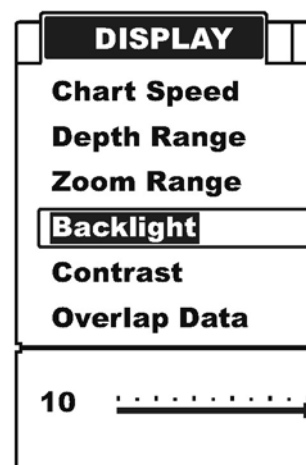 DISPLAY
Chart Speed
Depth Range
Zoom Range
Backlight
Contrast
Overlap Data
10